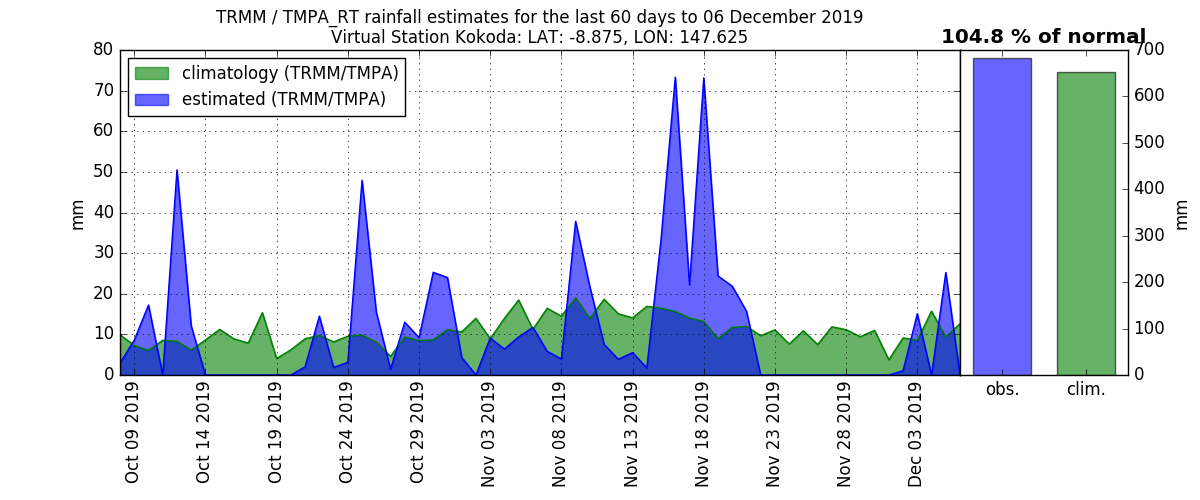 TRMM / TMPA_RT rainfall estimates for the last 60 days to 06 December 2019
Virtual Station Kokoda: LAT: -8.875, LON: 147.625
104.8 % of normal
climatology (TRMM/TMPA)
estimated (TRMM/TMPA)
80
70
60
50
40
30
20
10
0
mm
Oct 09 2019
Oct 14 2019
Oct 19 2019
Oct 24 2019
Oct 29 2019
Nov 03 2019
Nov 08 2019
Nov 13 2019
Nov 18 2019
Nov 23 2019
Nov 28 2019
Dec 03 2019
obs.
clim.
700
600
500
400
300
200
100
0
mm